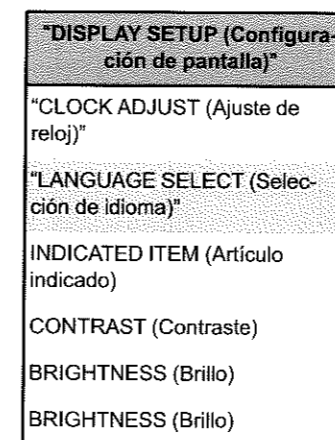 "DISPLAY SETUP (Configura-
ción de pantalla)"
"CLOCK ADJUST (Ajuste de
reloj)"
"LANGUAGE SELECT (Selec-
ción de idioma)"
INDICATED ITEM (Artículo
indicado)
CONTRAST (Contraste)
BRIGHTNESS (Brillo)
BRIGHTNESS (Brillo)